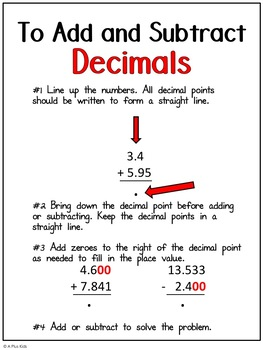 To Add and Subtract
Decimals
#1 Line up the numbers. All decimal points
should be written to form a straight line.
3.4
+ 5.95
.
#2 Bring down the decimal point before adding
or subtracting. Keep the decimal points in a
straight line.
#3 Add zeroes to the right of the decimal point
as needed to fill in the place value.
4.600 13.533
+ 7.841 - 2.400
. .
#4 Add or subtract to solve the problem.
© A Plus Kids